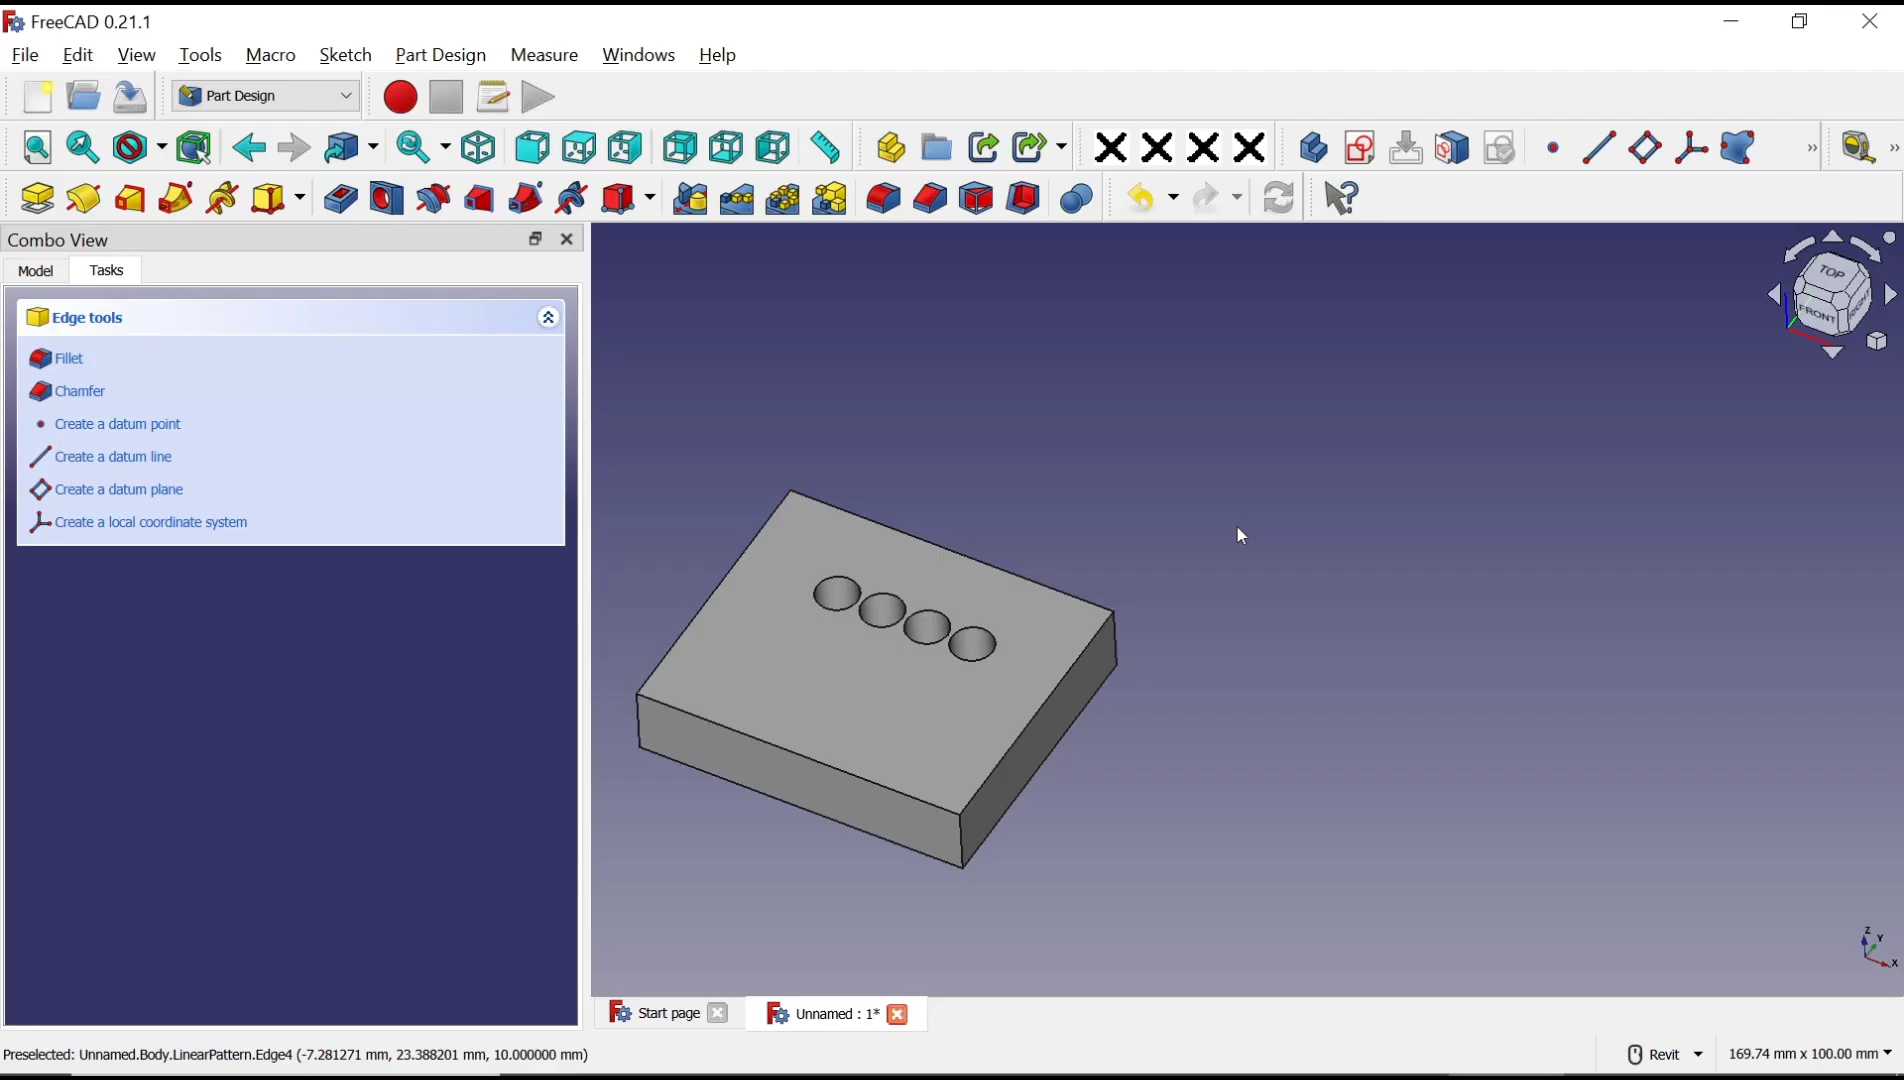 FreeCAD 0.21.1
File Edit View Tools Macro Sketch Part Design Measure Windows Help
Part Design
Combo View
Model Tasks
Edge tools
Fillet
Chamfer
Create a datum point
Create a datum line
Create a datum plane
Create a local coordinate system
TOP
FRONT
RIGHT
Z
Y
X
Start page
Unnamed : 1*
Preselected: Unnamed.Body.LinearPattern.Edge4 (-7.281271 mm, 23.388201 mm, 10.000000 mm)
Revit
169.74 mm x 100.00 mm